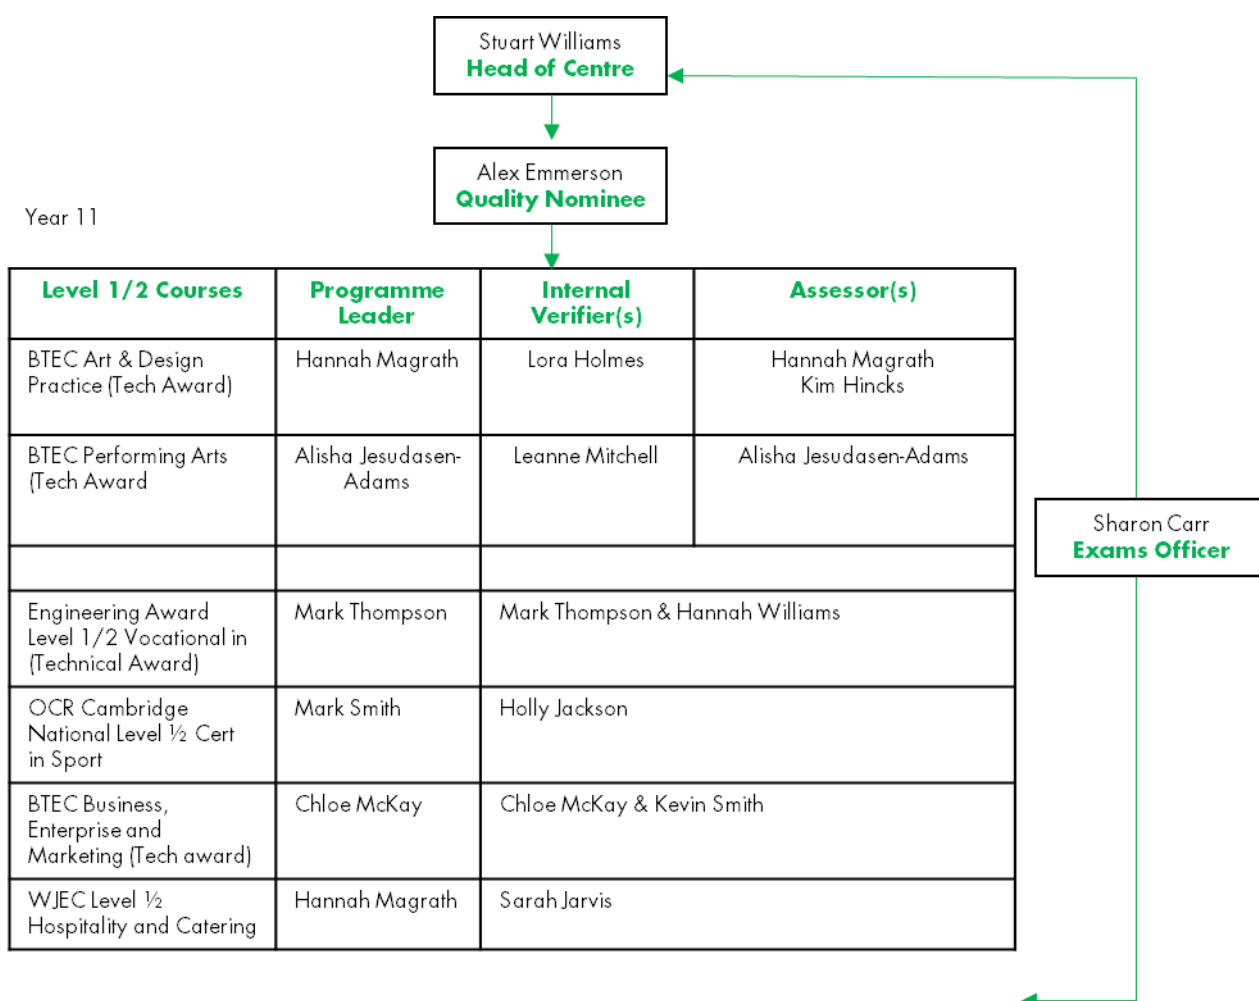 Stuart Williams
Head of Centre
Alex Emmerson
Quality Nominee
Year 11
Level 1/2 Courses
Programme
Leader
Internal
Verifier(s)
Assessor(s)
BTEC Art & Design
Practice (Tech Award)
Hannah Magrath
Lora Holmes
Hannah Magrath
Kim Hincks
BTEC Performing Arts
(Tech Award
Alisha Jesudasen-
Adams
Leanne Mitchell
Alisha Jesudasen-Adams
Sharon Carr
Exams Officer
Engineering Award
Level 1/2 Vocational in
(Technical Award)
Mark Thompson
Mark Thompson & Hannah Williams
OCR Cambridge
National Level ½ Cert
in Sport
Mark Smith
Holly Jackson
BTEC Business,
Enterprise and
Marketing (Tech award)
Chloe McKay
Chloe McKay & Kevin Smith
WJEC Level ½
Hospitality and Catering
Hannah Magrath
Sarah Jarvis